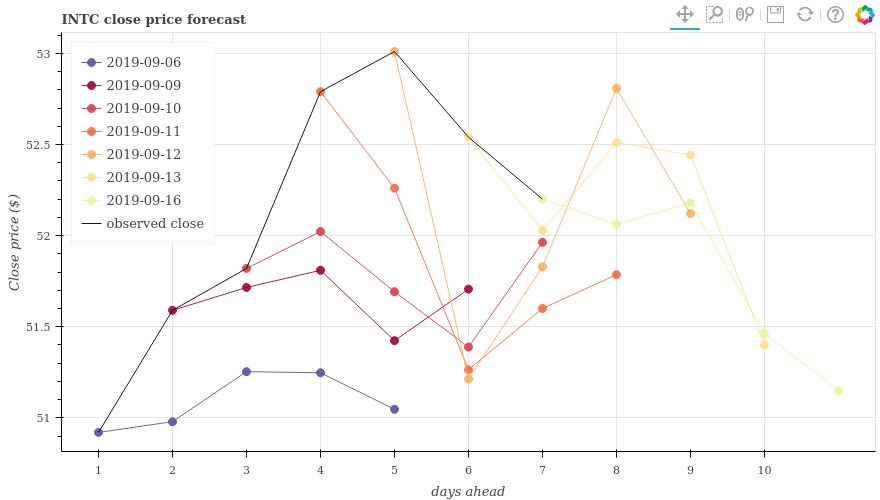 INTC close price forecast
2019-09-06
2019-09-09
2019-09-10
2019-09-11
2019-09-12
2019-09-13
2019-09-16
observed close
53
52.5
52
51.5
51
Close price ($)
1 2 3 4 5 6 7 8 9 10
days ahead